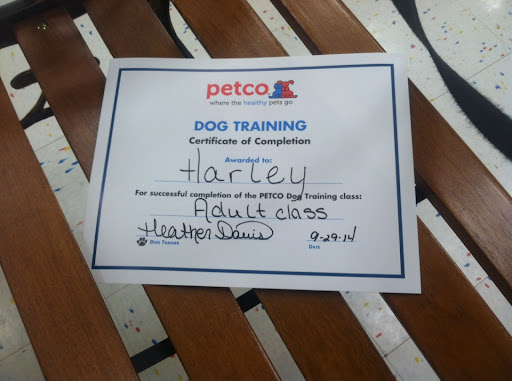 petco
where the healthy pets go
DOG TRAINING
Certificate of Completion
Awarded to:
Harley
For successful completion of the PETCO Dog Training class:
Adult class
Heather Davis 9-29-14
DOG TRAINER DATE